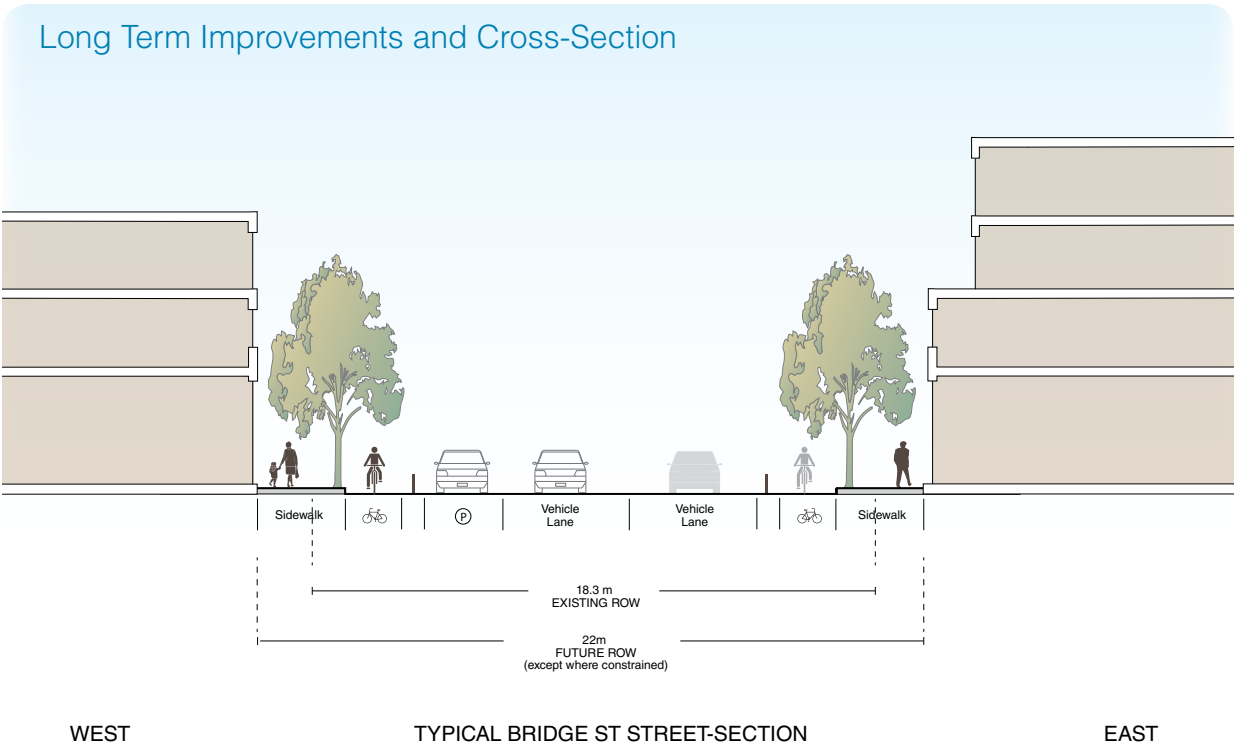 Long Term Improvements and Cross-Section
Sidewalk
P
Vehicle
Lane
Vehicle
Lane
Sidewalk
18.3 m
EXISTING ROW
22m
FUTURE ROW
(except where constrained)
WEST
TYPICAL BRIDGE ST STREET-SECTION
EAST